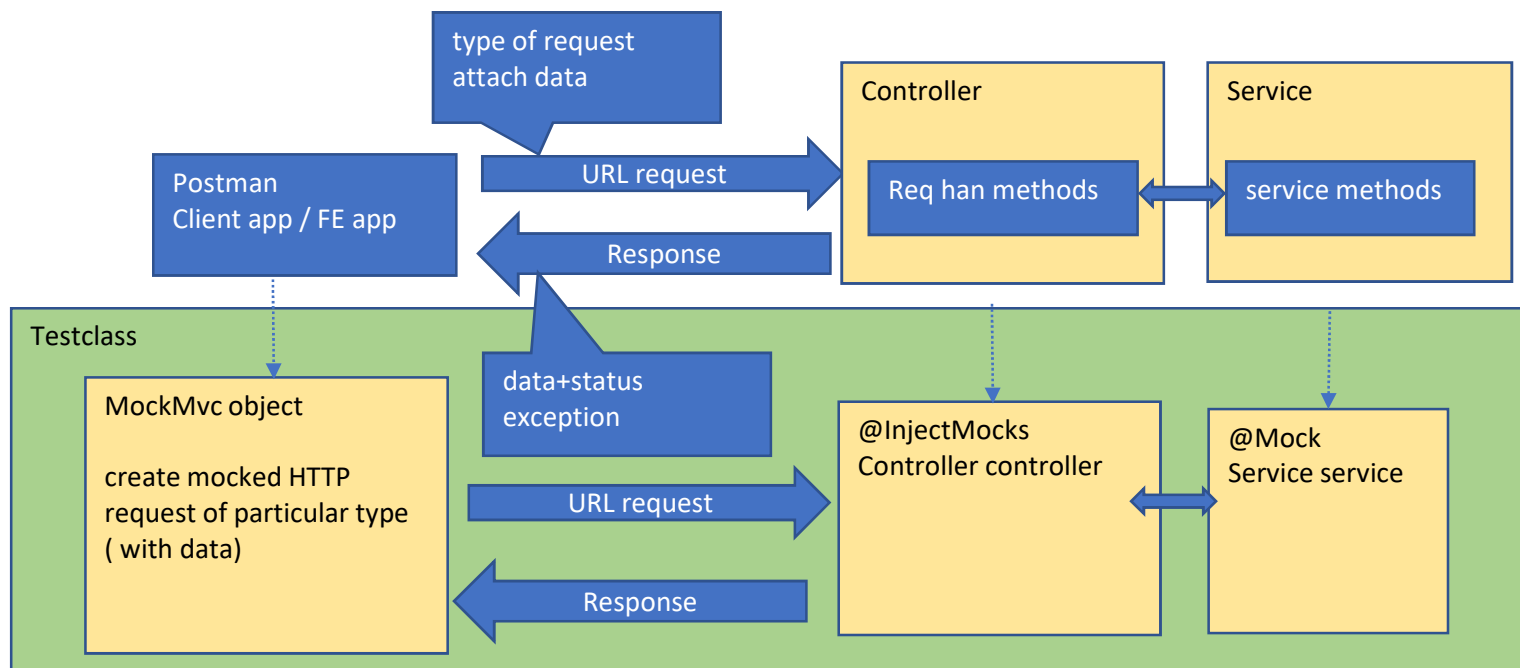 type of request
attach data
Controller
Service
Postman
Client app / FE app
URL request
Req han methods
service methods
Response
Testclass
data+status
exception
MockMvc object
create mocked HTTP
request of particular type
( with data)
@InjectMocks
Controller controller
@Mock
Service service
URL request
Response